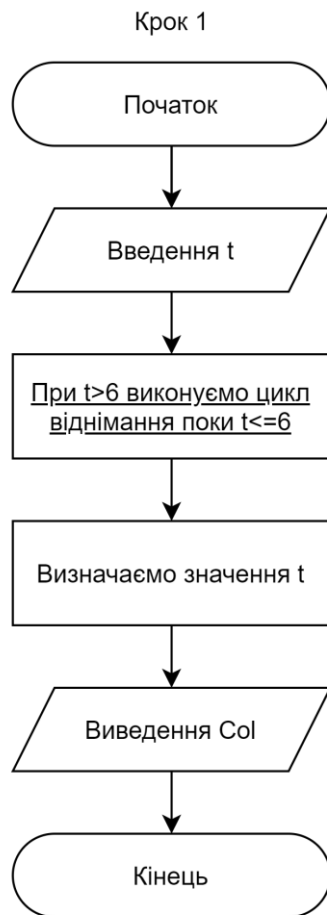 Крок 1
Початок
Введення t
При t>6 виконуємо цикл
віднімання поки t<=6
Визначаємо значення t
Виведення Col
Кінець